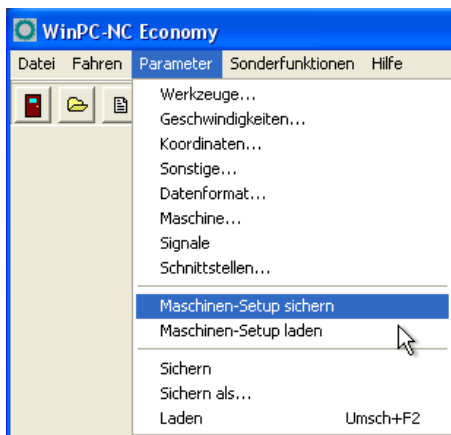 WinPC-NC Economy
Datei Fahren Parameter Sonderfunktionen Hilfe
Werkzeuge...
Geschwindigkeiten...
Koordinaten...
Sonstige...
Datenformat...
Maschine...
Signale
Schnittstellen...
Maschinen-Setup sichern
Maschinen-Setup laden
Sichern
Sichern als...
Laden Umsch+F2